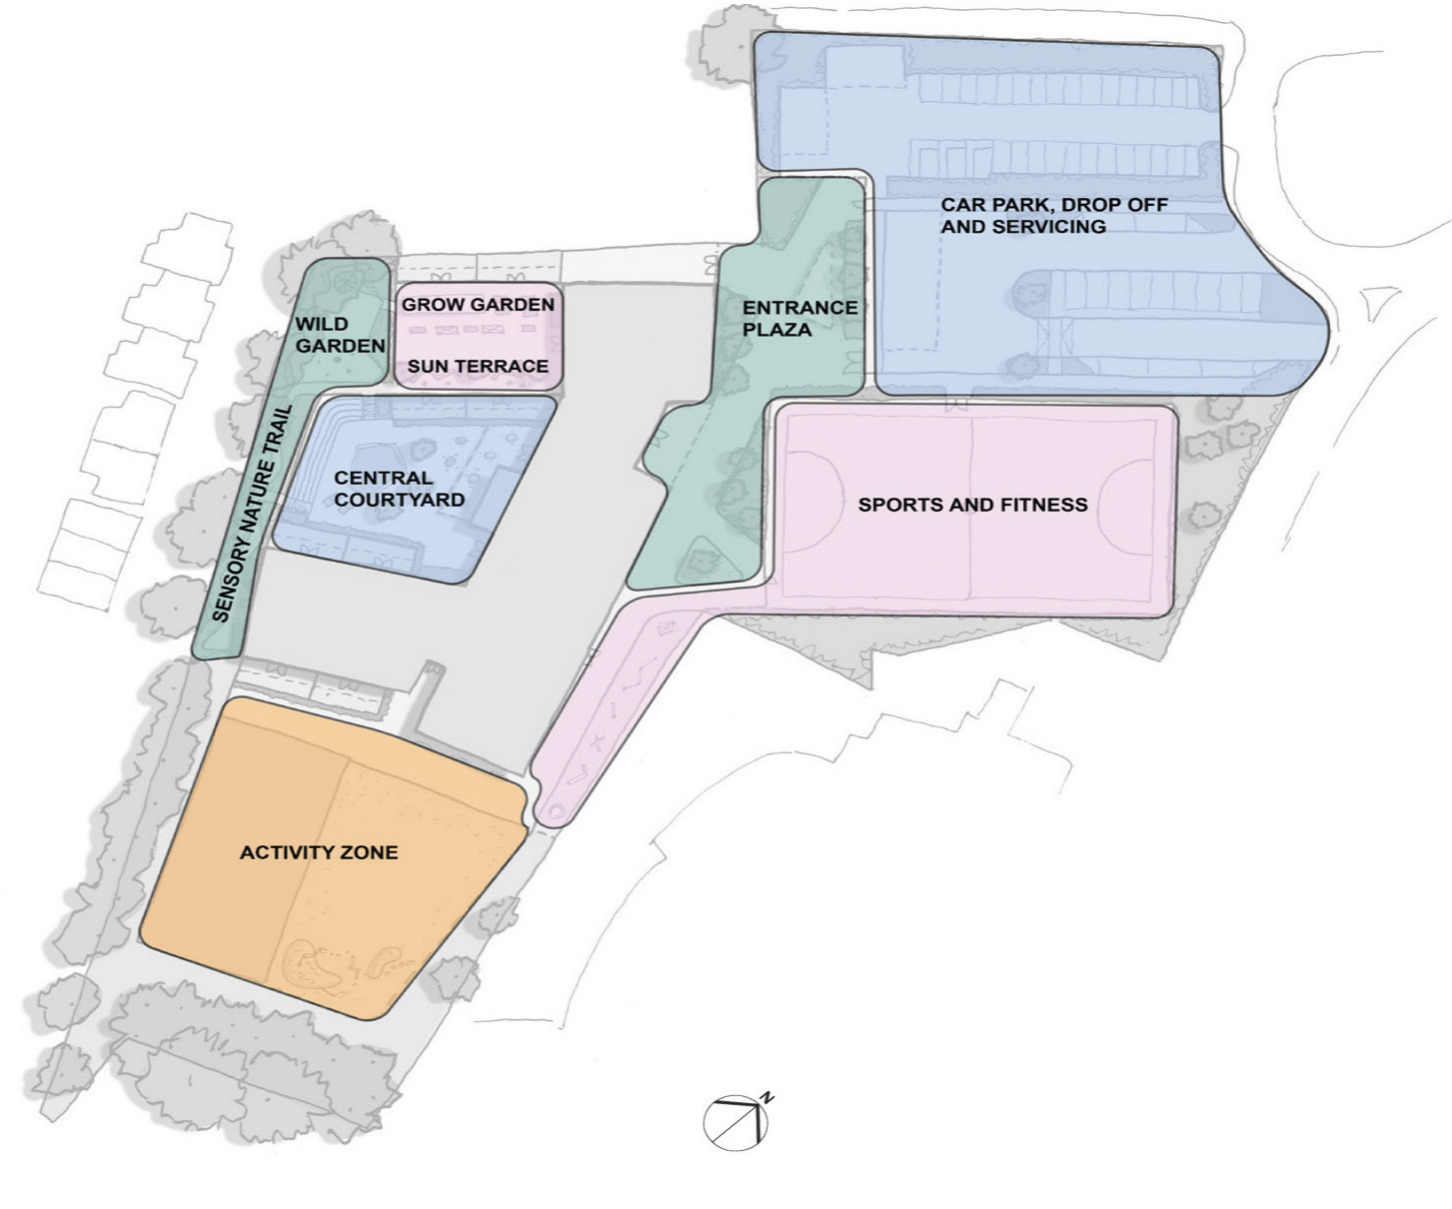 CAR PARK, DROP OFF
AND SERVICING
ENTRANCE
PLAZA
GROW GARDEN
SUN TERRACE
WILD
GARDEN
SENSORY NATURE TRAIL
CENTRAL
COURTYARD
SPORTS AND FITNESS
ACTIVITY ZONE
N